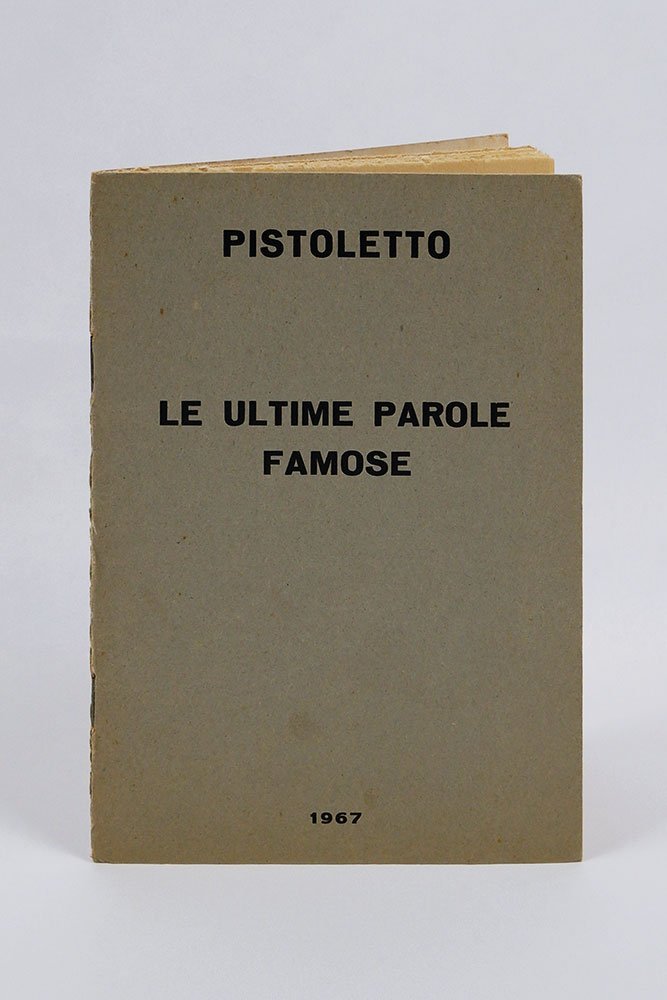 PISTOLETTO
LE ULTIME PAROLE
FAMOSE
1967